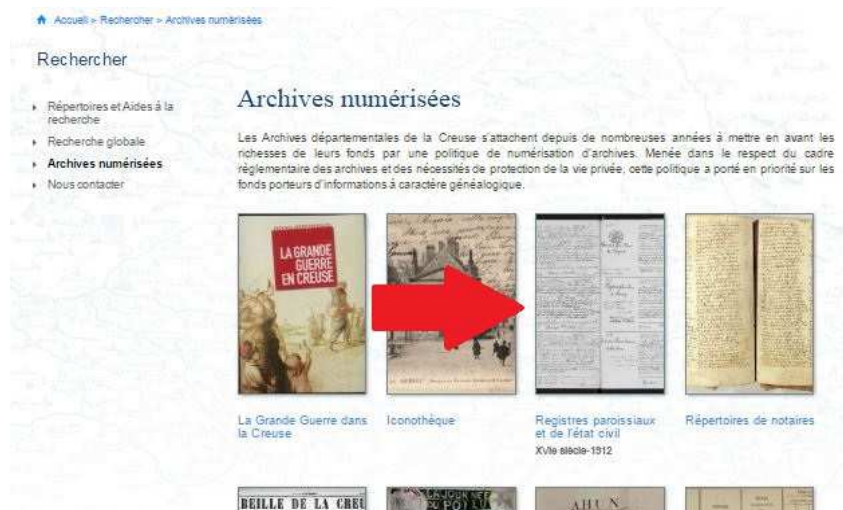 Accueil > Rechercher > Archives numérisées
Rechercher
Répertoires et Aides à la
recherche
Recherche globale
Archives numérisées
Nous contacter
Archives numérisées
Les Archives départementales de la Creuse s'attachent depuis de nombreuses années à mettre en avant les
richesses de leurs fonds par une politique de numérisation d'archives. Menée dans le respect du cadre
réglementaire des archives et des nécessités de protection de la vie privée, cette politique a porté en priorité sur les
fonds porteurs d'informations à caractère généalogique.
LA GRANDE
GUERRE
EN CREUSE
La Grande Guerre dans
la Creuse
Iconothèque
Registres paroissiaux
et de l'état civil
XVIe siècle-1912
Répertoires de notaires
BEILLE DE LA CREU
LA JOURNÉE
DU POILU
AHUN